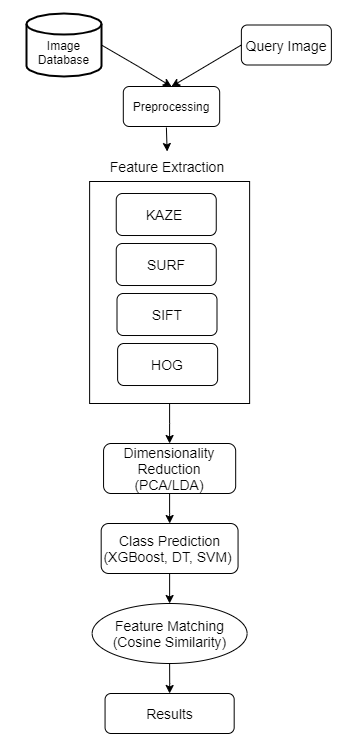 Image
Database
Query Image
Preprocessing
Feature Extraction
KAZE
SURF
SIFT
HOG
Dimensionality
Reduction
(PCA/LDA)
Class Prediction
(XGBoost, DT, SVM)
Feature Matching
(Cosine Similarity)
Results